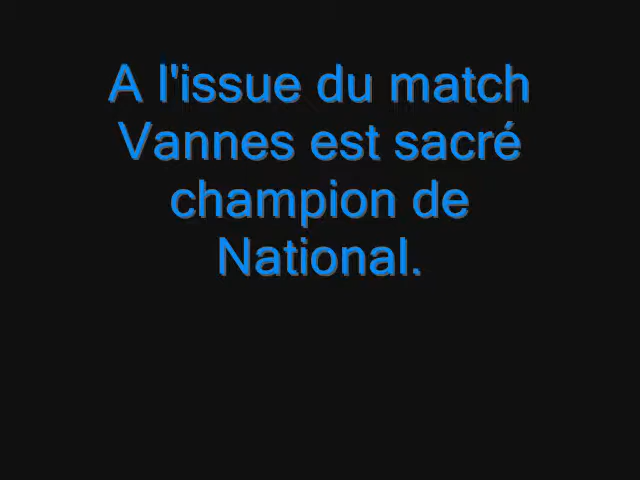 A l'issue du match
Vannes est sacré
champion de
National.